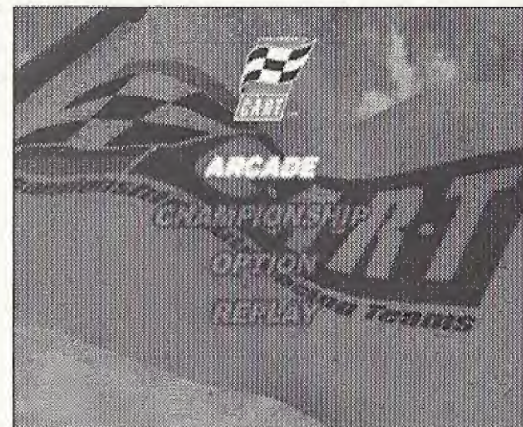 CART
ARCADE
CHAMPIONSHIP
R·T
OPTION
REPLAY
Teams